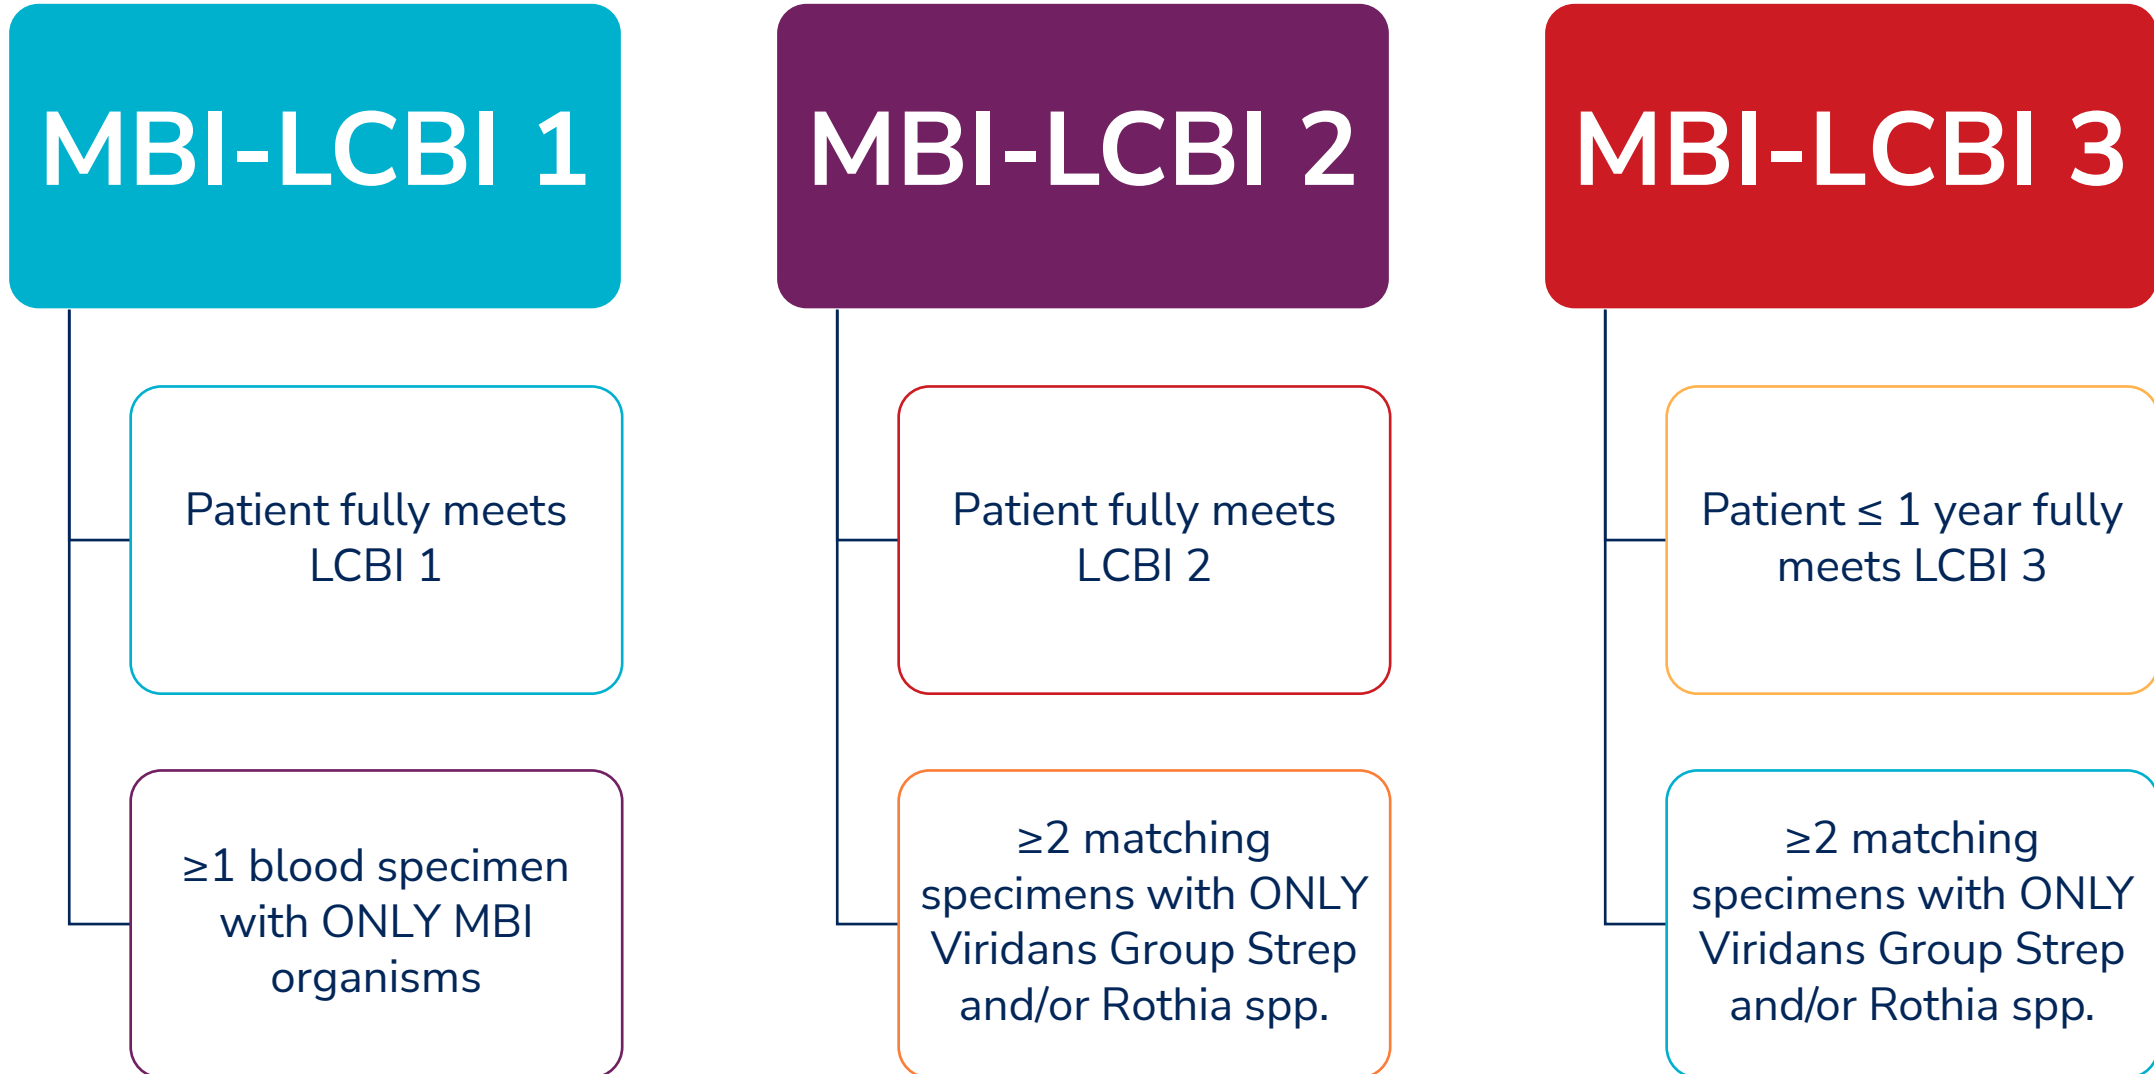 MBI-LCBI 1
Patient fully meets
LCBI 1
≥1 blood specimen
with ONLY MBI
organisms
MBI-LCBI 2
Patient fully meets
LCBI 2
≥2 matching
specimens with ONLY
Viridans Group Strep
and/or Rothia spp.
MBI-LCBI 3
Patient ≤ 1 year fully
meets LCBI 3
≥2 matching
specimens with ONLY
Viridans Group Strep
and/or Rothia spp.